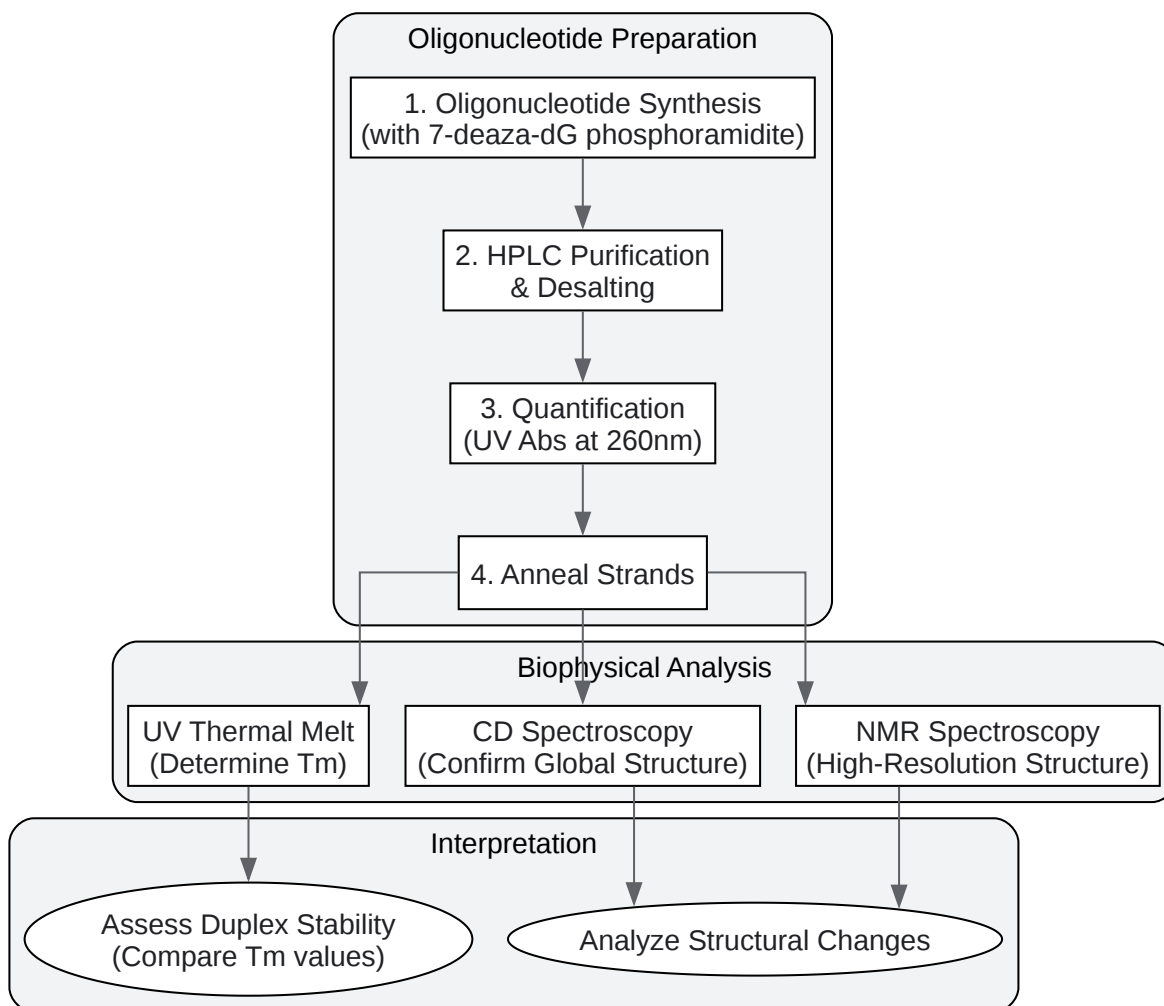 Oligonucleotide Preparation
1. Oligonucleotide Synthesis
(with 7-deaza-dG phosphoramidite)
2. HPLC Purification
& Desalting
3. Quantification
(UV Abs at 260nm)
4. Anneal Strands
Biophysical Analysis
UV Thermal Melt
(Determine Tm)
CD Spectroscopy
(Confirm Global Structure)
NMR Spectroscopy
(High-Resolution Structure)
Interpretation
Assess Duplex Stability
(Compare Tm values)
Analyze Structural Changes